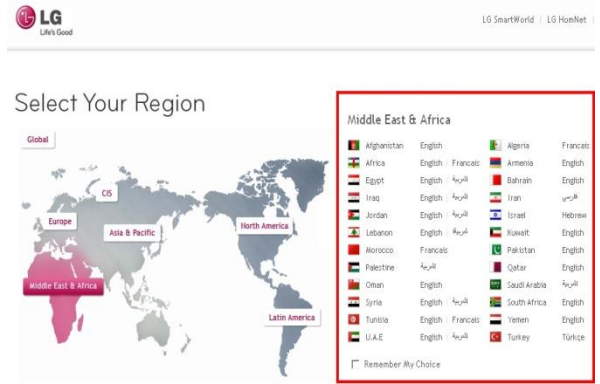 LG
Life's Good
LG SmartWorld | LG HomNet |
Select Your Region
Global
CIS
Europe
Asia & Pacific
North America
Middle East & Africa
Latin America
Middle East & Africa
Afghanistan English
Algeria Francais
Africa English | Francais
Armenia English
Egypt English | العربية
Bahrain English
Iraq English | العربية
Iran فارسی
Jordan English | العربية
Israel Hebrew
Lebanon English | العربية
Kuwait English
Morocco Francais
Pakistan English
Palestine العربية
Qatar English
Oman English
Saudi Arabia العربية
Syria English | العربية
South Africa English
Tunisia English | Francais
Yemen English
U.A.E English | العربية
Turkey Türkçe
Remember My Choice